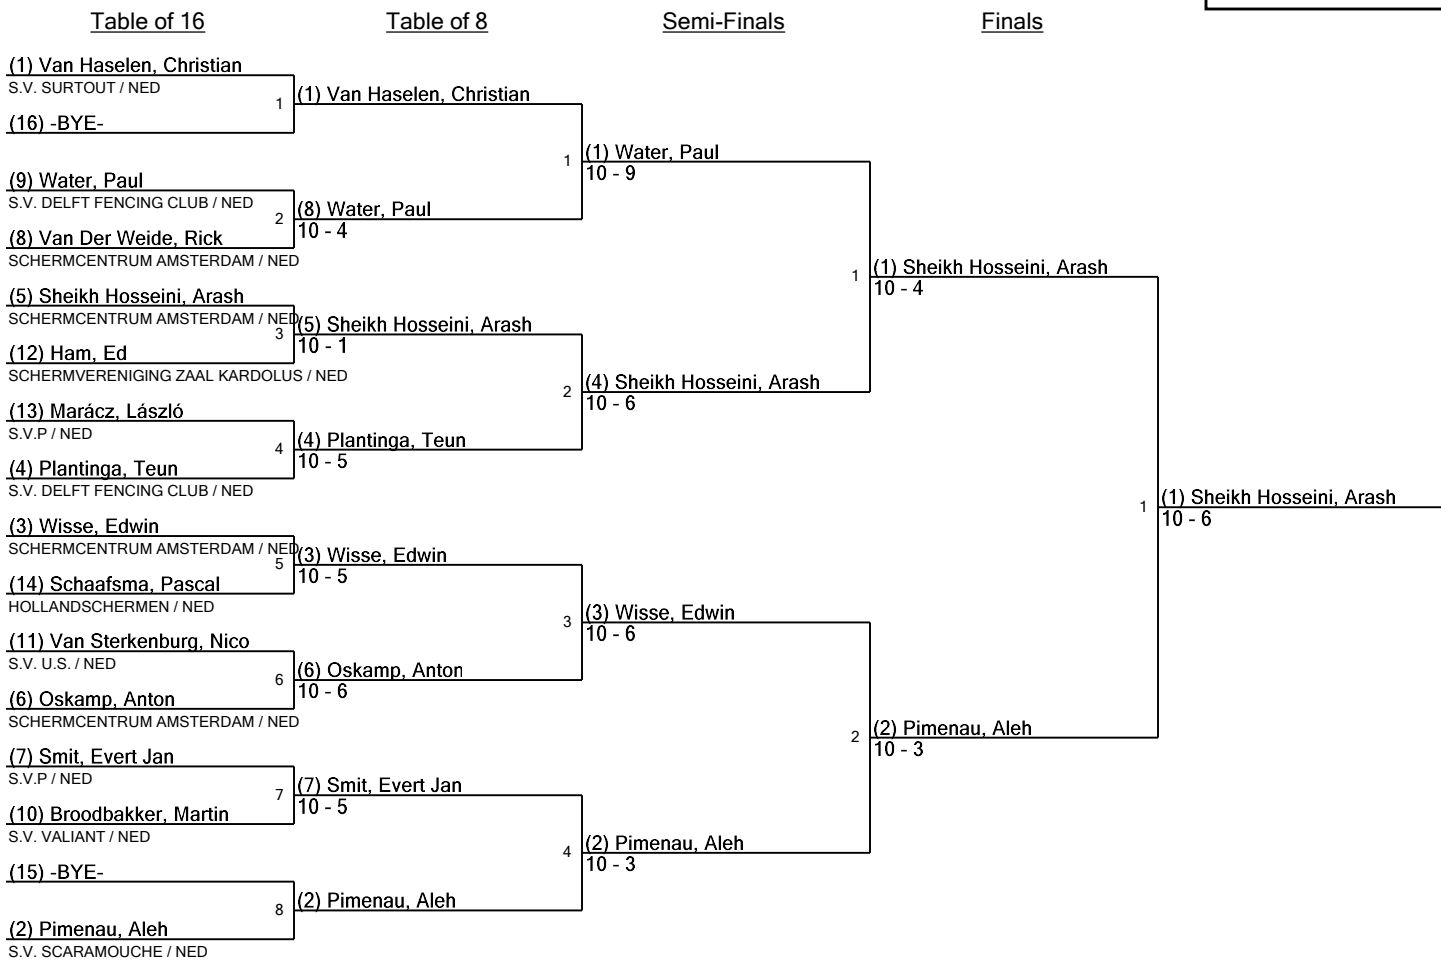 Table of 16
Table of 8
Semi-Finals
Finals
(1) Van Haselen, Christian
S.V. SURTOUT / NED
(16) -BYE-
(9) Water, Paul
S.V. DELFT FENCING CLUB / NED
(8) Van Der Weide, Rick
SCHERMCENTRUM AMSTERDAM / NED
(5) Sheikh Hosseini, Arash
SCHERMCENTRUM AMSTERDAM / NED
(12) Ham, Ed
SCHERMVERENIGING ZAAL KARDOLUS / NED
(13) Marácz, László
S.V.P / NED
(4) Plantinga, Teun
S.V. DELFT FENCING CLUB / NED
(3) Wisse, Edwin
SCHERMCENTRUM AMSTERDAM / NED
(14) Schaafsma, Pascal
HOLLANDSCHERMEN / NED
(11) Van Sterkenburg, Nico
S.V. U.S. / NED
(6) Oskamp, Anton
SCHERMCENTRUM AMSTERDAM / NED
(7) Smit, Evert Jan
S.V.P / NED
(10) Broodbakker, Martin
S.V. VALIANT / NED
(15) -BYE-
(2) Pimenau, Aleh
S.V. SCARAMOUCHE / NED
1
(1) Van Haselen, Christian
2
(8) Water, Paul
10 - 4
3
(5) Sheikh Hosseini, Arash
10 - 1
4
(4) Plantinga, Teun
10 - 5
5
(3) Wisse, Edwin
10 - 5
6
(6) Oskamp, Anton
10 - 6
7
(7) Smit, Evert Jan
10 - 5
8
(2) Pimenau, Aleh
1
(1) Water, Paul
10 - 9
2
(4) Sheikh Hosseini, Arash
10 - 6
3
(3) Wisse, Edwin
10 - 6
4
(2) Pimenau, Aleh
10 - 3
1
(1) Sheikh Hosseini, Arash
10 - 4
2
(2) Pimenau, Aleh
10 - 3
1
(1) Sheikh Hosseini, Arash
10 - 6